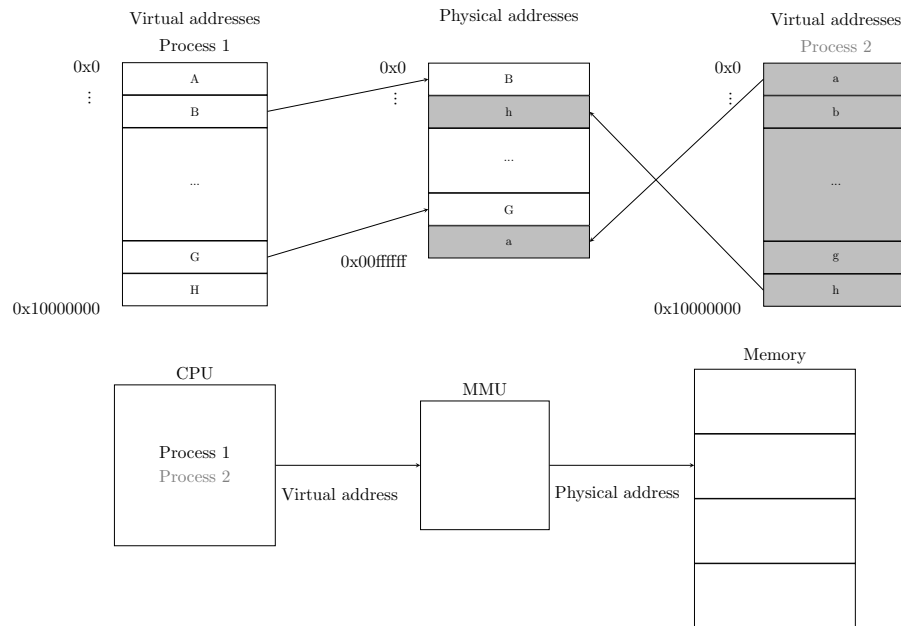 Virtual addresses
Process 1
0x0
⋮
A
B
...
G
H
0x10000000
Physical addresses
0x0
⋮
B
h
...
G
a
0x00ffffff
Virtual addresses
Process 2
0x0
⋮
a
b
...
g
h
0x10000000
CPU
Process 1
Process 2
Virtual address
MMU
Physical address
Memory